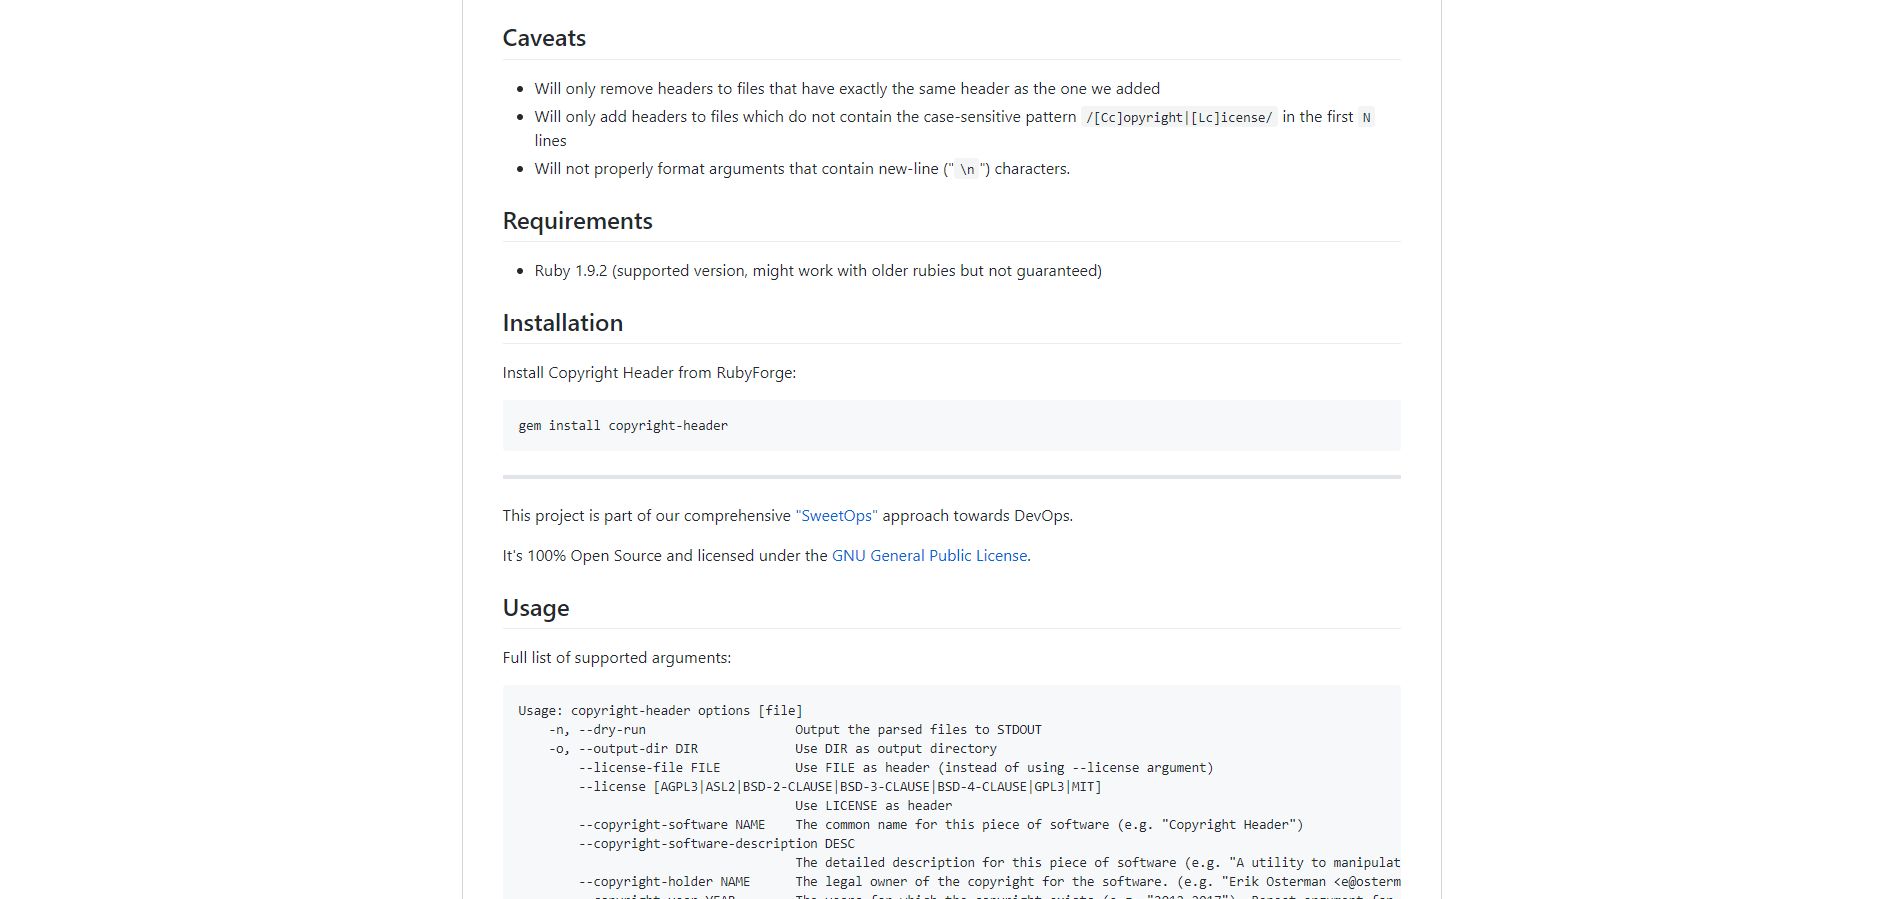 Caveats
Will only remove headers to files that have exactly the same header as the one we added
Will only add headers to files which do not contain the case-sensitive pattern /[Cc]opyright|[Lc]icense/ in the first N
lines
Will not properly format arguments that contain new-line ("\n") characters.
Requirements
Ruby 1.9.2 (supported version, might work with older rubies but not guaranteed)
Installation
Install Copyright Header from RubyForge:
gem install copyright-header
This project is part of our comprehensive "SweetOps" approach towards DevOps.
It's 100% Open Source and licensed under the GNU General Public License.
Usage
Full list of supported arguments:
Usage: copyright-header options [file]
-n, --dry-run Output the parsed files to STDOUT
-o, --output-dir DIR Use DIR as output directory
--license-file FILE Use FILE as header (instead of using --license argument)
--license [AGPL3|ASL2|BSD-2-CLAUSE|BSD-3-CLAUSE|BSD-4-CLAUSE|GPL3|MIT]
Use LICENSE as header
--copyright-software NAME The common name for this piece of software (e.g. "Copyright Header")
--copyright-software-description DESC
The detailed description for this piece of software (e.g. "A utility to manipulat
--copyright-holder NAME The legal owner of the copyright for the software. (e.g. "Erik Osterman <e@osterm